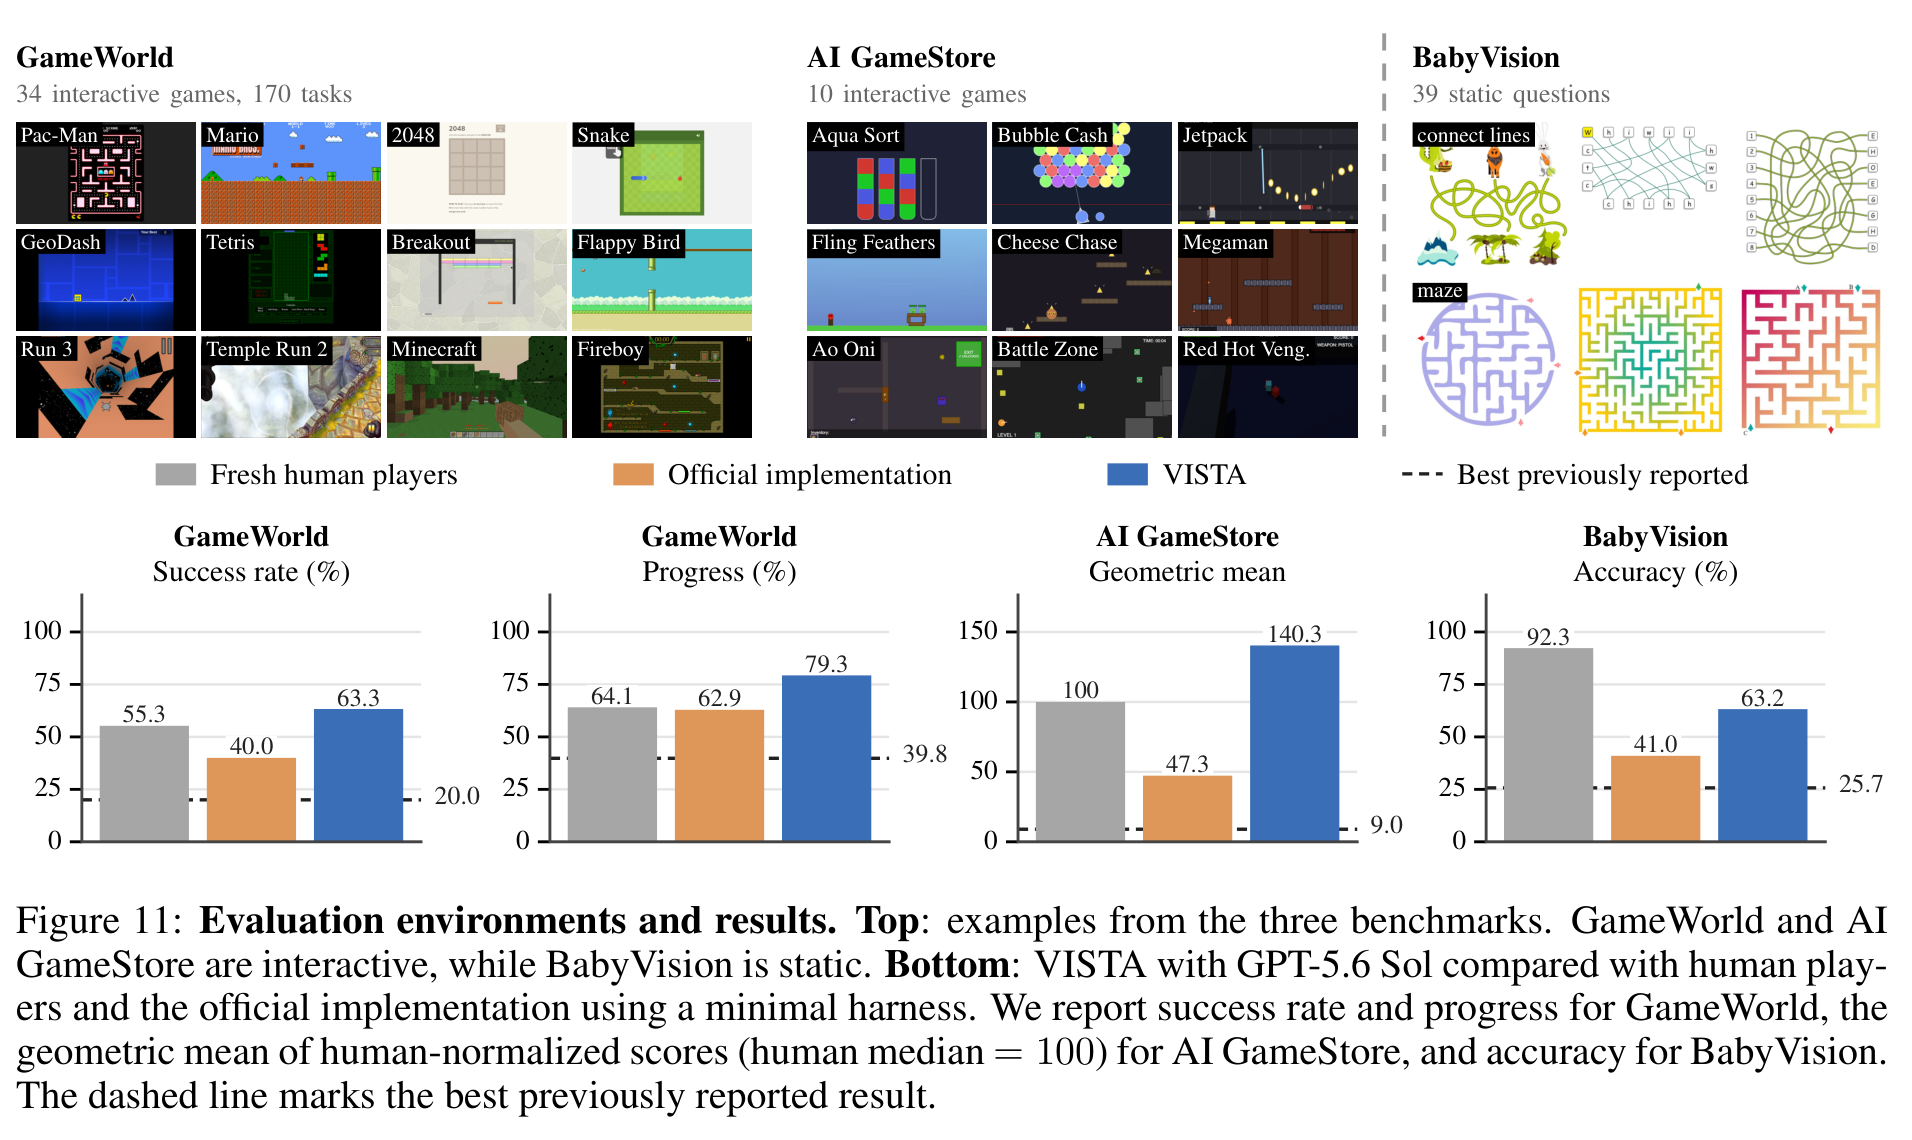 GameWorld
34 interactive games, 170 tasks
AI GameStore
10 interactive games
BabyVision
39 static questions
Pac-Man
Mario
2048
Snake
Aqua Sort
Bubble Cash
Jetpack
connect lines
GeoDash
Tetris
Breakout
Flappy Bird
Fling Feathers
Cheese Chase
Megaman
maze
Run 3
Temple Run 2
Minecraft
Fireboy
Ao Oni
Battle Zone
Red Hot Veng.
Fresh human players
Official implementation
VISTA
Best previously reported
GameWorld
Success rate (%)
100
75
50
25
0
55.3
40.0
63.3
20.0
GameWorld
Progress (%)
100
75
50
25
0
64.1
62.9
79.3
39.8
AI GameStore
Geometric mean
150
100
50
0
100
47.3
140.3
9.0
BabyVision
Accuracy (%)
100
75
50
25
0
92.3
41.0
63.2
25.7
Figure 11: Evaluation environments and results. Top: examples from the three benchmarks. GameWorld and AI
GameStore are interactive, while BabyVision is static. Bottom: VISTA with GPT-5.6 Sol compared with human play-
ers and the official implementation using a minimal harness. We report success rate and progress for GameWorld, the
geometric mean of human-normalized scores (human median = 100) for AI GameStore, and accuracy for BabyVision.
The dashed line marks the best previously reported result.